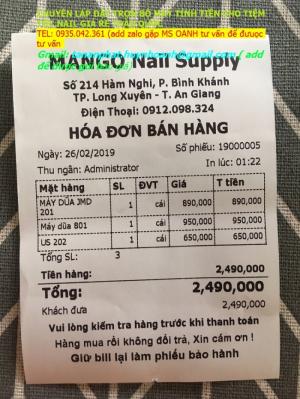 CHUYÊN LẮP ĐẶT TRỌN BỘ MÁY TÍNH TIỀN CHO TIỆM
NAIL GIÁ RẺ
TEL: 0935.042.361 (add zalo gặp MS OANH tư vấn để đưuọc
tư vấn
( add
MANGO Nail Supply
Số 214 Hàm Nghi, P. Bình Khánh
TP. Long Xuyên - T. An Giang
Điện Thoại: 0912.098.324
HÓA ĐƠN BÁN HÀNG
Ngày: 26/02/2019 Số phiếu: 19000005
Thu ngân: Administrator In lúc: 01:22
Mặt hàng SL ĐVT Giá T tiền
MÁY DŨA JMD 201 1 cái 890,000 890,000
Máy dũa 801 1 cái 950,000 950,000
US 202 1 cái 650,000 650,000
Tổng SL: 3
Tiền hàng: 2,490,000
Tổng: 2,490,000
Khách đưa 2,490,000
Vui lòng kiểm tra hàng trước khi thanh toán
Hàng mua rồi không đổi trả, Xin cám ơn !
Giữ bill lại làm phiếu bảo hành